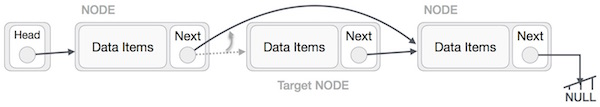 NODE
NODE
Head
Data Items
Next
Data Items
Next
Data Items
Next
Target NODE
NULL